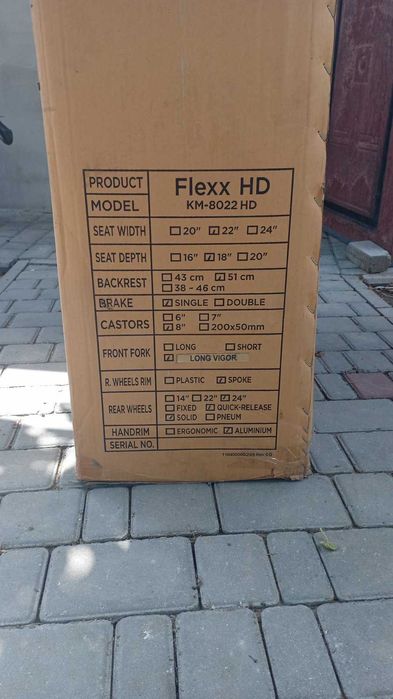 PRODUCT Flexx HD
MODEL KM-8022 HD
SEAT WIDTH ☐ 20" ☑ 22" ☐ 24"
SEAT DEPTH ☐ 16" ☑ 18" ☐ 20"
BACKREST ☐ 43 cm ☑ 51 cm
☐ 38 - 46 cm
BRAKE ☑ SINGLE ☐ DOUBLE
CASTORS ☐ 6" ☐ 7"
☑ 8" ☐ 200x50mm
FRONT FORK ☐ LONG ☐ SHORT
☑ LONG VIGOR
R. WHEELS RIM ☐ PLASTIC ☑ SPOKE
REAR WHEELS ☐ 14" ☐ 22" ☑ 24"
☐ FIXED ☑ QUICK-RELEASE
☑ SOLID ☐ PNEUM
HANDRIM ☐ ERGONOMIC ☑ ALUMINIUM
SERIAL NO.